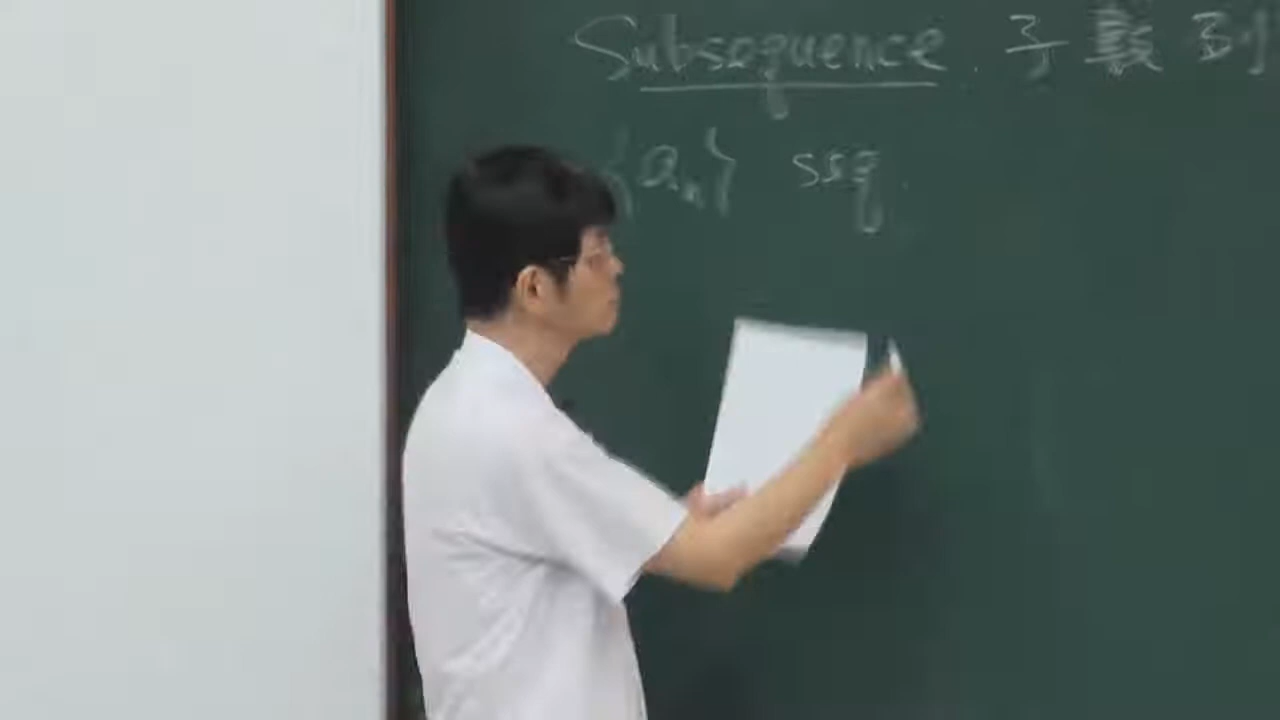 Subsequence. 子數列
{aₙ} seq.